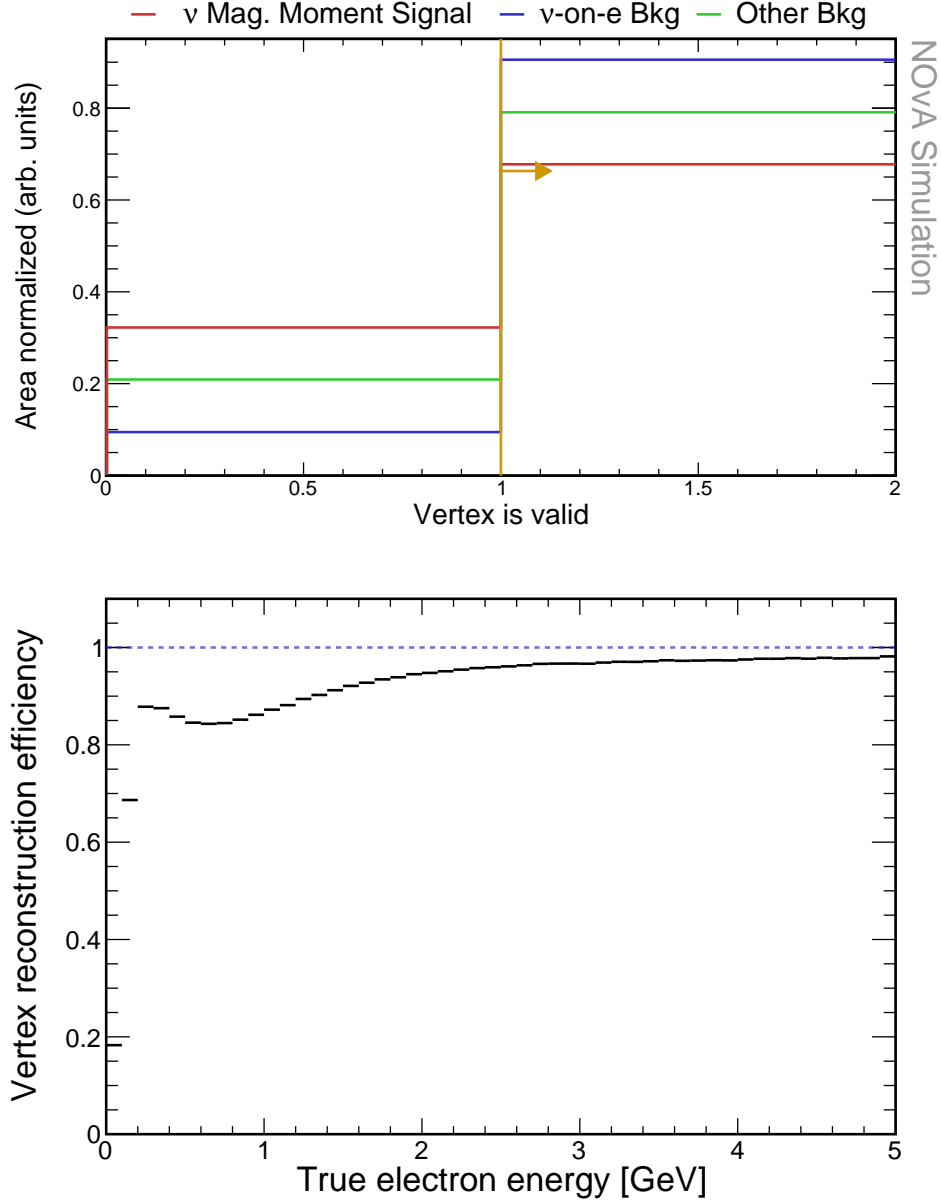 ν Mag. Moment Signal ν-on-e Bkg Other Bkg
NOvA Simulation
Area normalized (arb. units)
0.8
0.6
0.4
0.2
0
0 0.5 1 1.5 2
Vertex is valid
Vertex reconstruction efficiency
1
0.8
0.6
0.4
0.2
0
0 1 2 3 4 5
True electron energy [GeV]